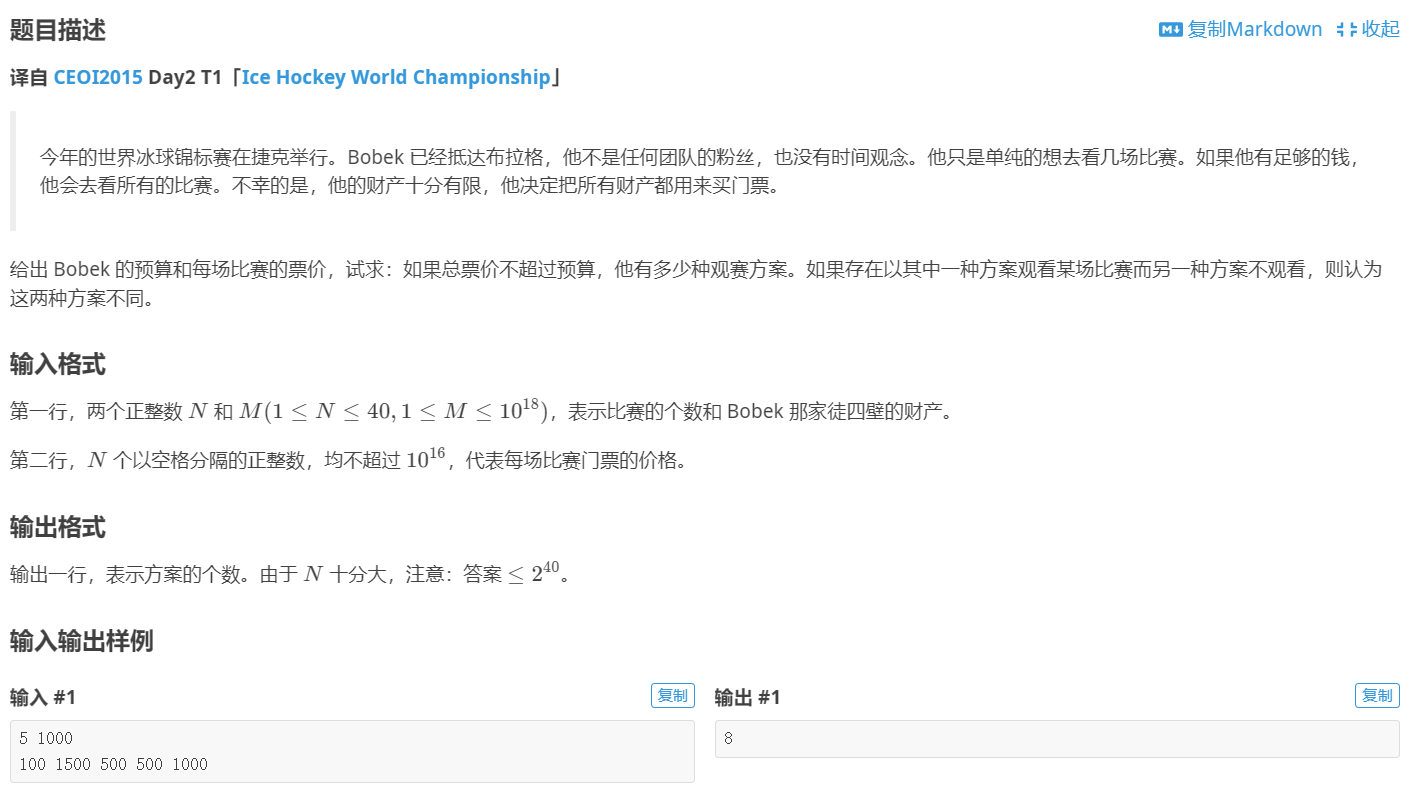 题目描述
复制Markdown 收起
译自 CEOI2015 Day2 T1「Ice Hockey World Championship」
今年的世界冰球锦标赛在捷克举行。Bobek 已经抵达布拉格，他不是任何团队的粉丝，也没有时间观念。他只是单纯的想去看几场比赛。如果他有足够的钱，
他会去看所有的比赛。不幸的是，他的财产十分有限，他决定把所有财产都用来买门票。
给出 Bobek 的预算和每场比赛的票价，试求：如果总票价不超过预算，他有多少种观赛方案。如果存在以其中一种方案观看某场比赛而另一种方案不观看，则认为
这两种方案不同。
输入格式
第一行，两个正整数 N 和 M(1 ≤ N ≤ 40, 1 ≤ M ≤ 10^18)，表示比赛的个数和 Bobek 那家徒四壁的财产。
第二行，N 个以空格分隔的正整数，均不超过 10^16，代表每场比赛门票的价格。
输出格式
输出一行，表示方案的个数。由于 N 十分大，注意：答案 ≤ 2^40。
输入输出样例
输入 #1 复制
5 1000
100 1500 500 500 1000
输出 #1 复制
8